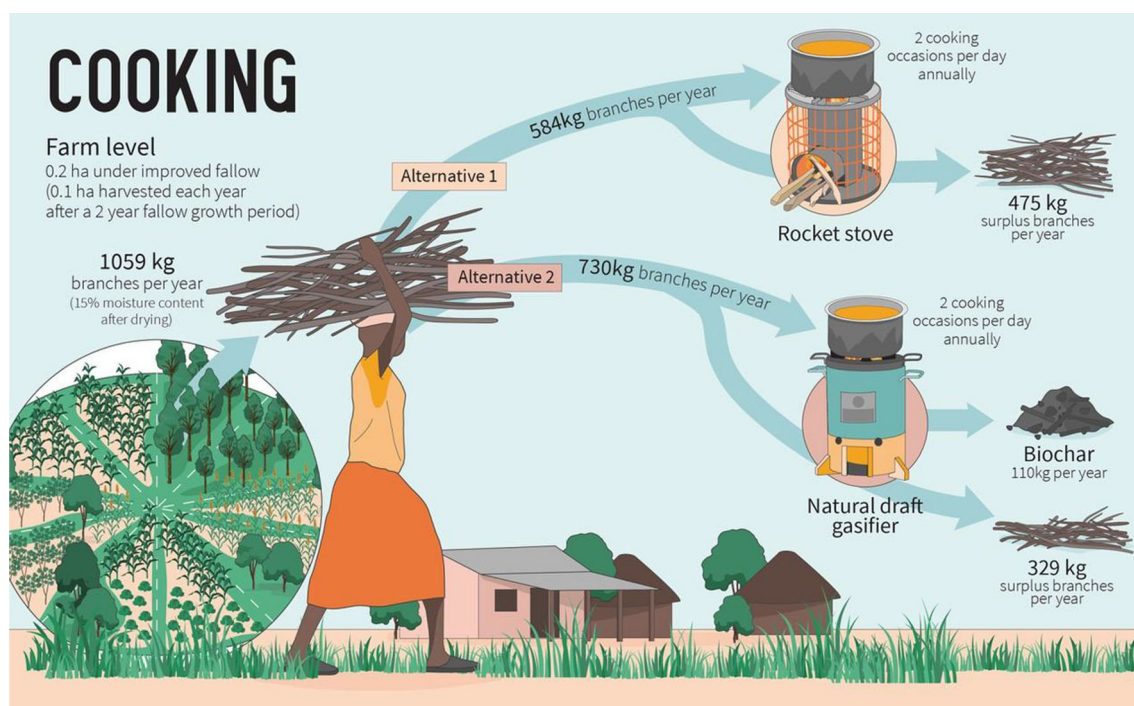 COOKING
Farm level
0.2 ha under improved fallow
(0.1 ha harvested each year
after a 2 year fallow growth period)
1059 kg
branches per year
(15% moisture content
after drying)
Alternative 1
584kg branches per year
2 cooking
occasions per day
annually
Rocket stove
475 kg
surplus branches
per year
Alternative 2
730kg branches per year
2 cooking
occasions per day
annually
Natural draft
gasifier
Biochar
110kg per year
329 kg
surplus branches
per year